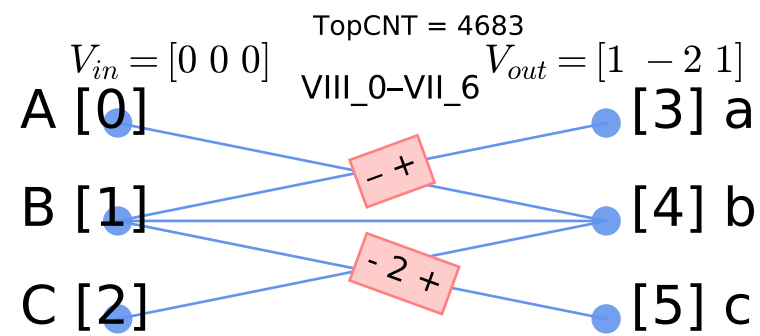 TopCNT = 4683
V_in = [0 0 0]
V_out = [1 − 2 1]
VIII_0–VII_6
A [0]
[3] a
− +
B [1]
[4] b
- 2 +
C [2]
[5] c